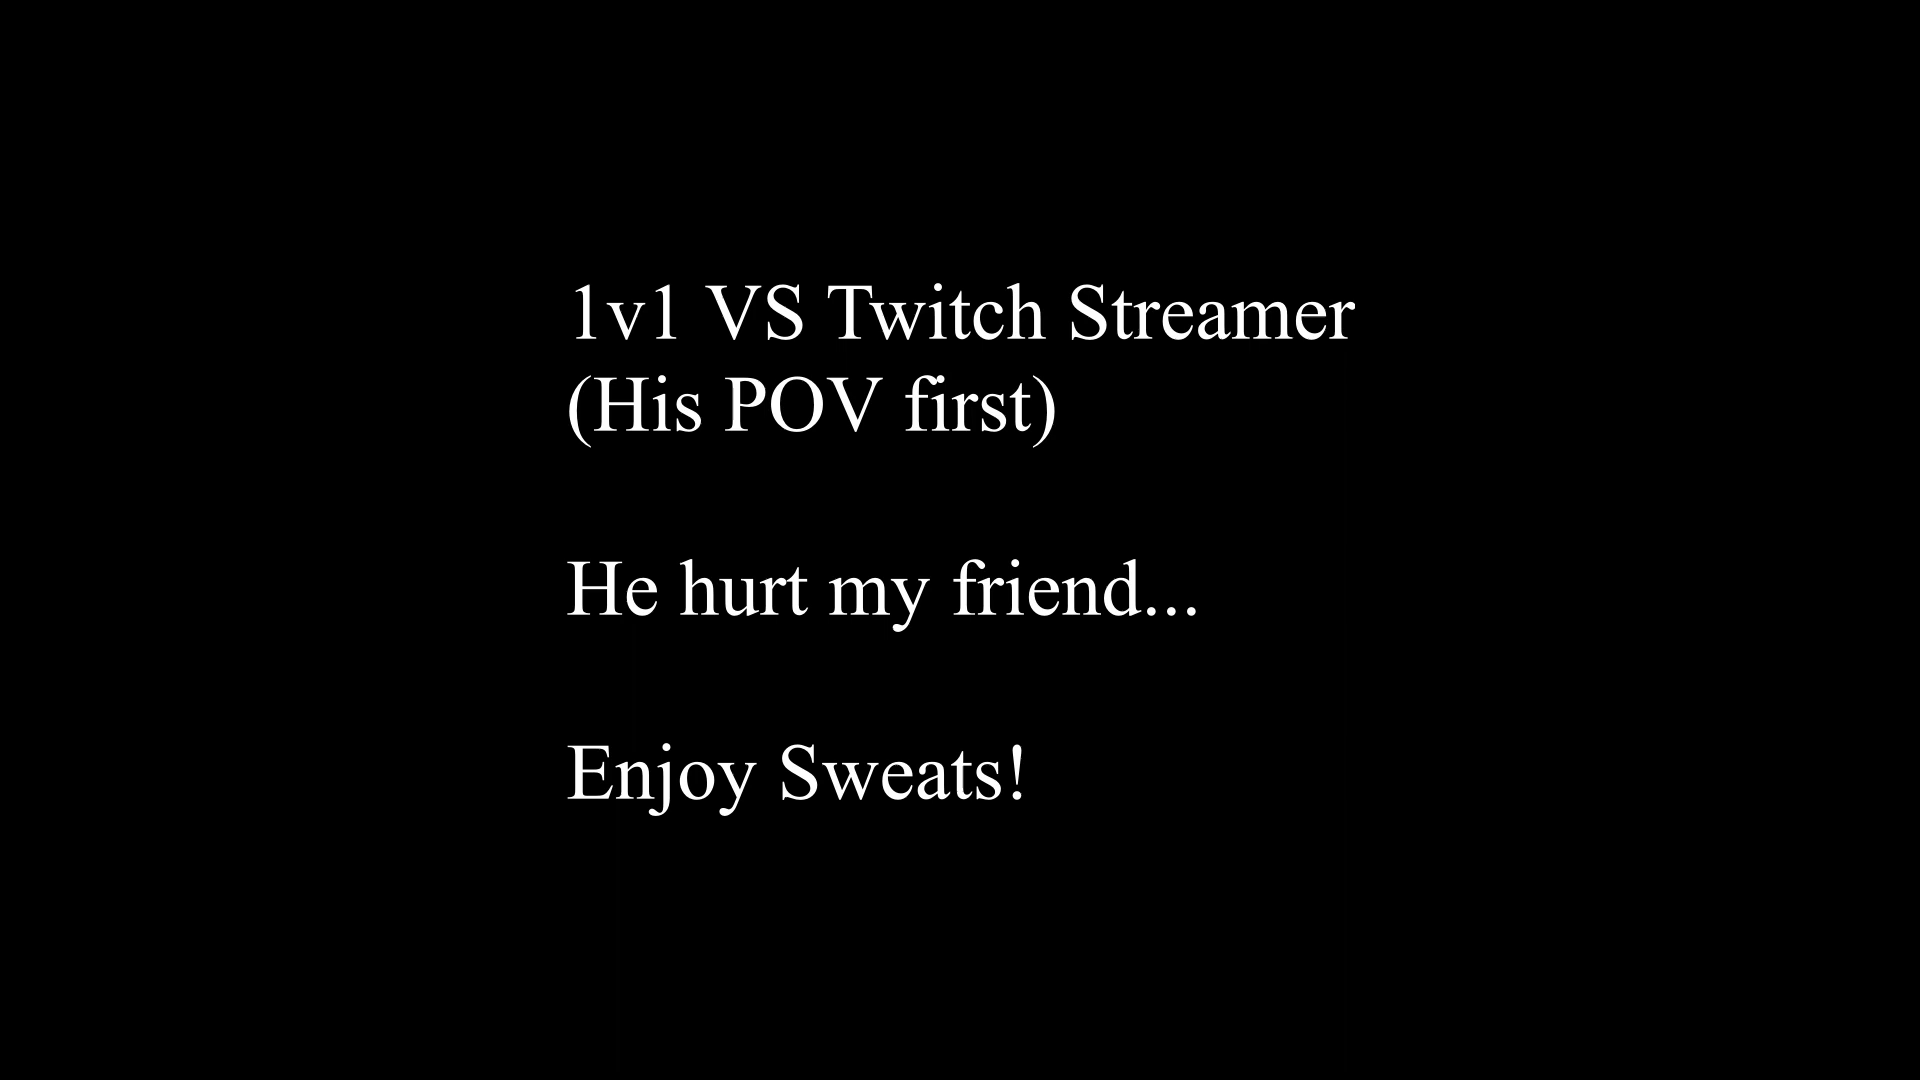 1v1 VS Twitch Streamer
(His POV first)
He hurt my friend...
Enjoy Sweats!